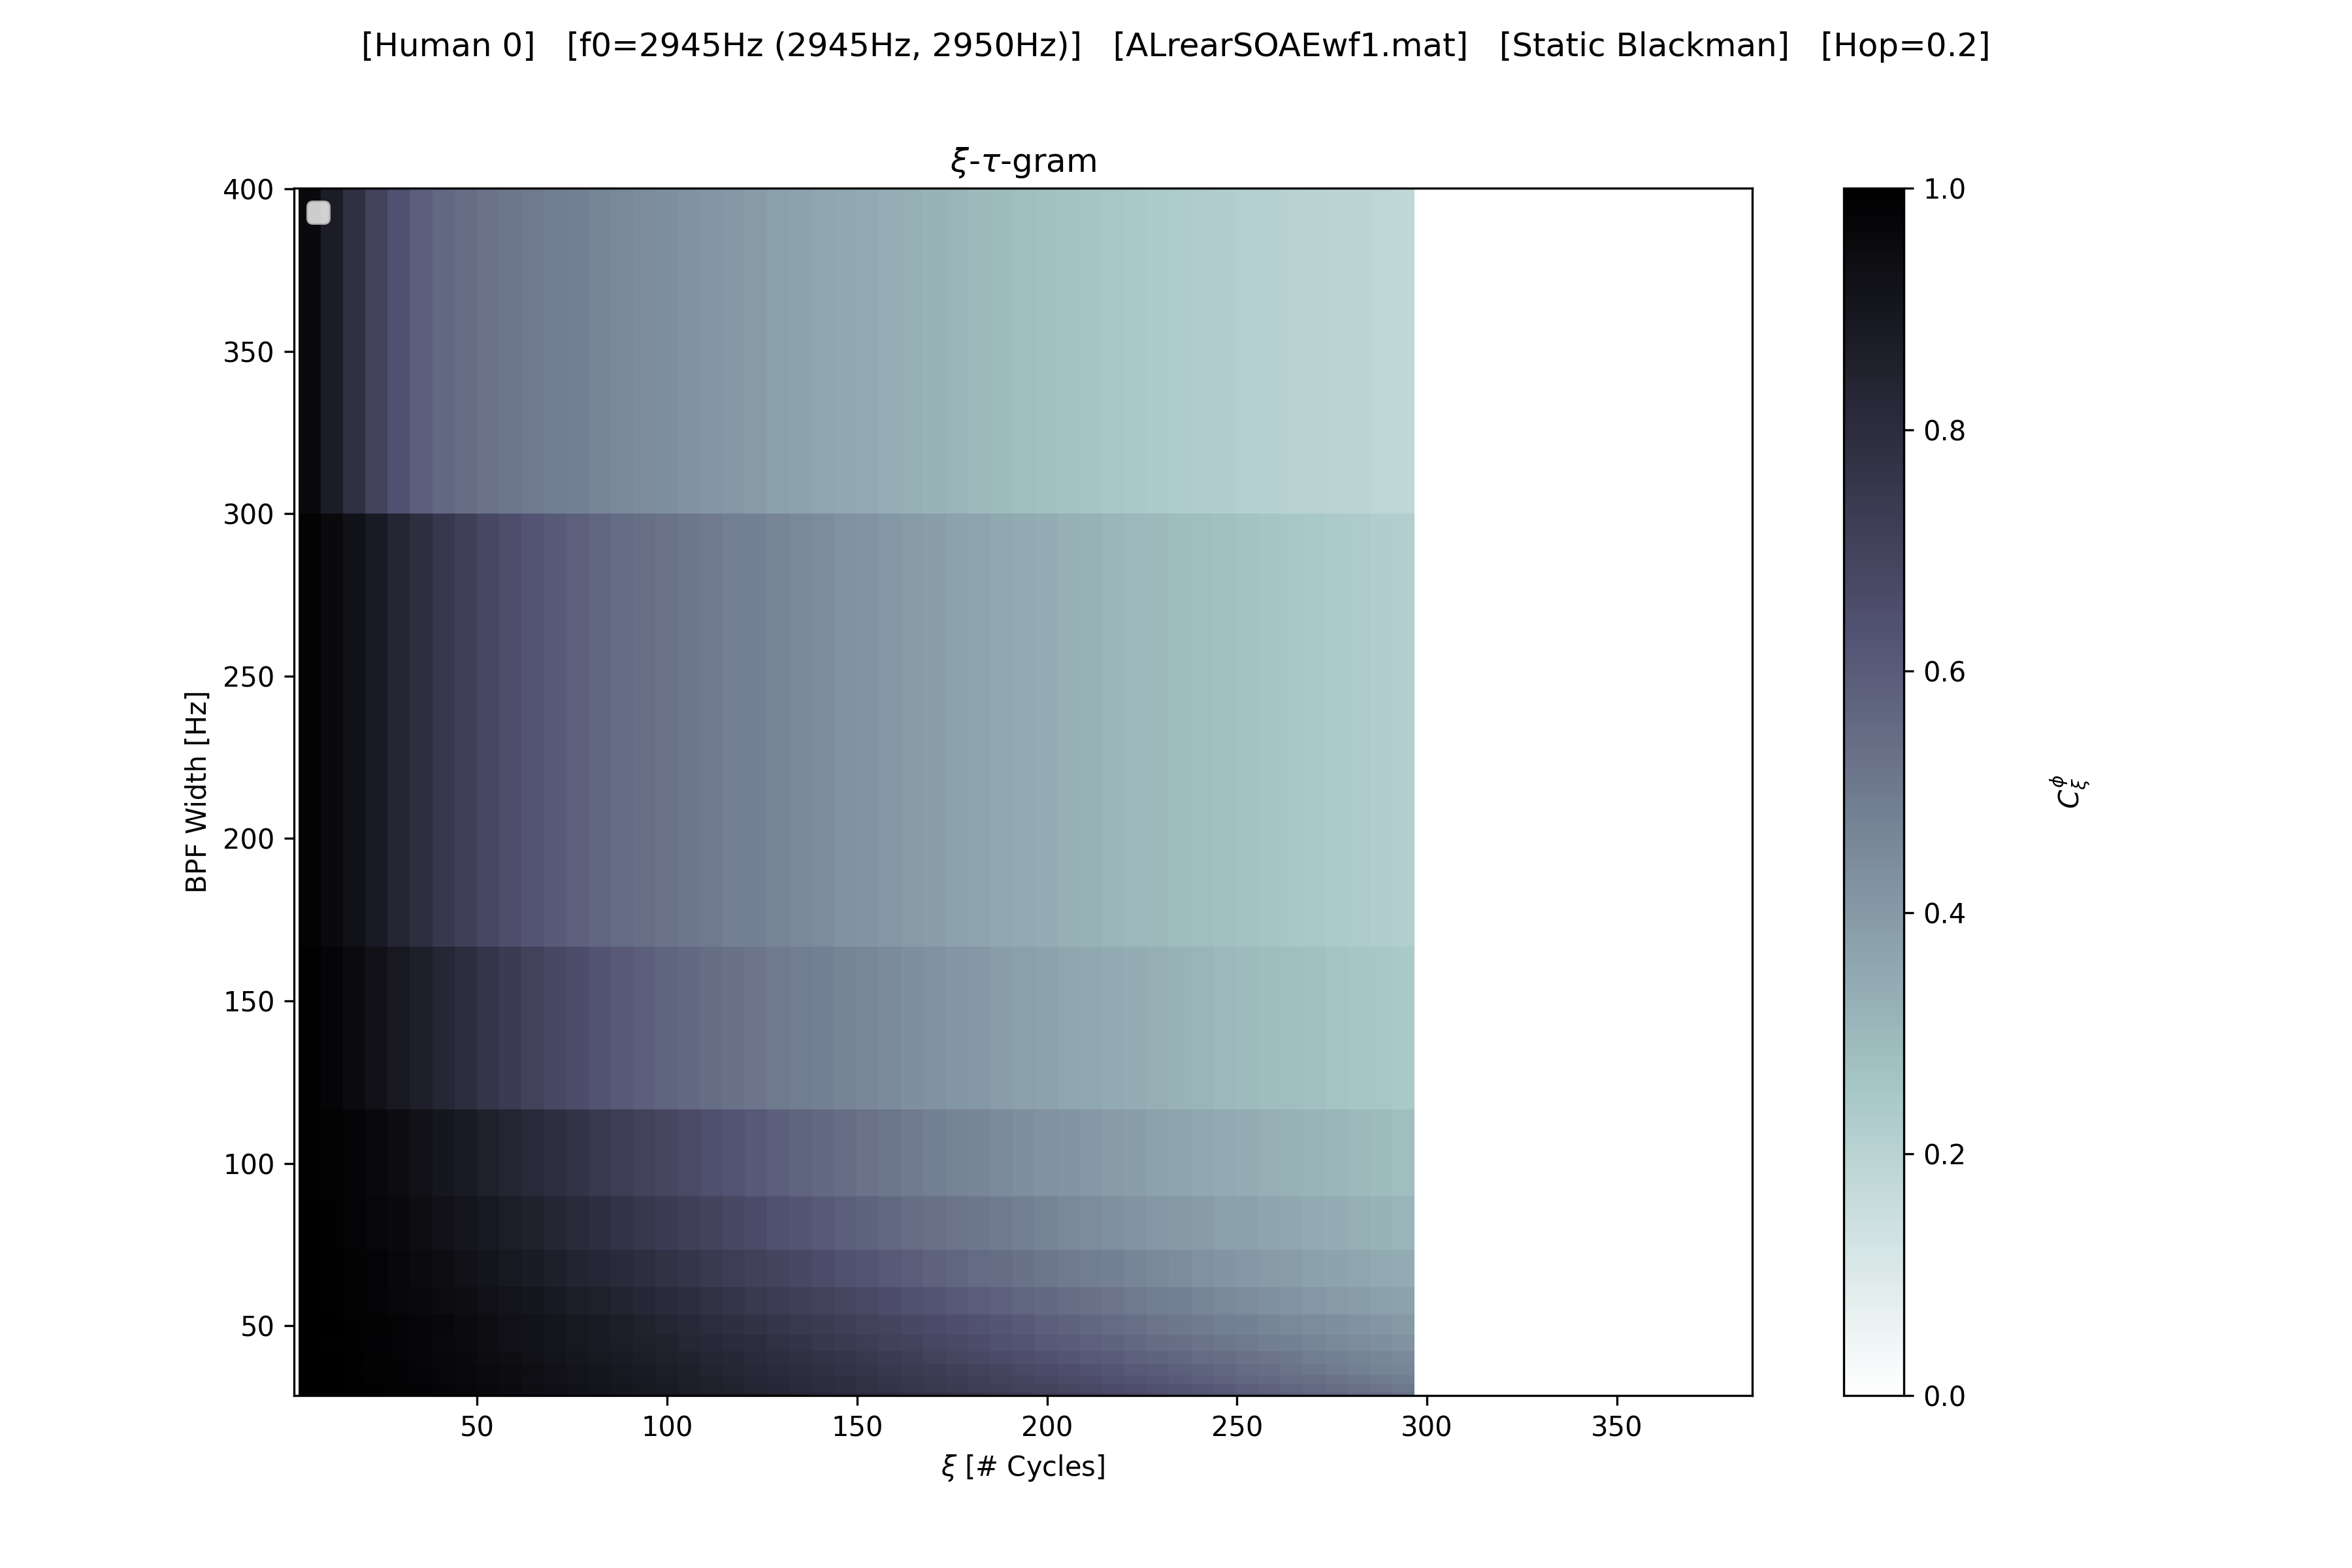 [Human 0]   [f0=2945Hz (2945Hz, 2950Hz)]   [ALrearSOAEwf1.mat]   [Static Blackman]   [Hop=0.2]
ξ-τ-gram
400
350
300
250
200
150
100
50
BPF Width [Hz]
50 100 150 200 250 300 350
ξ [# Cycles]
1.0
0.8
0.6
0.4
0.2
0.0
C_ξ^ϕ